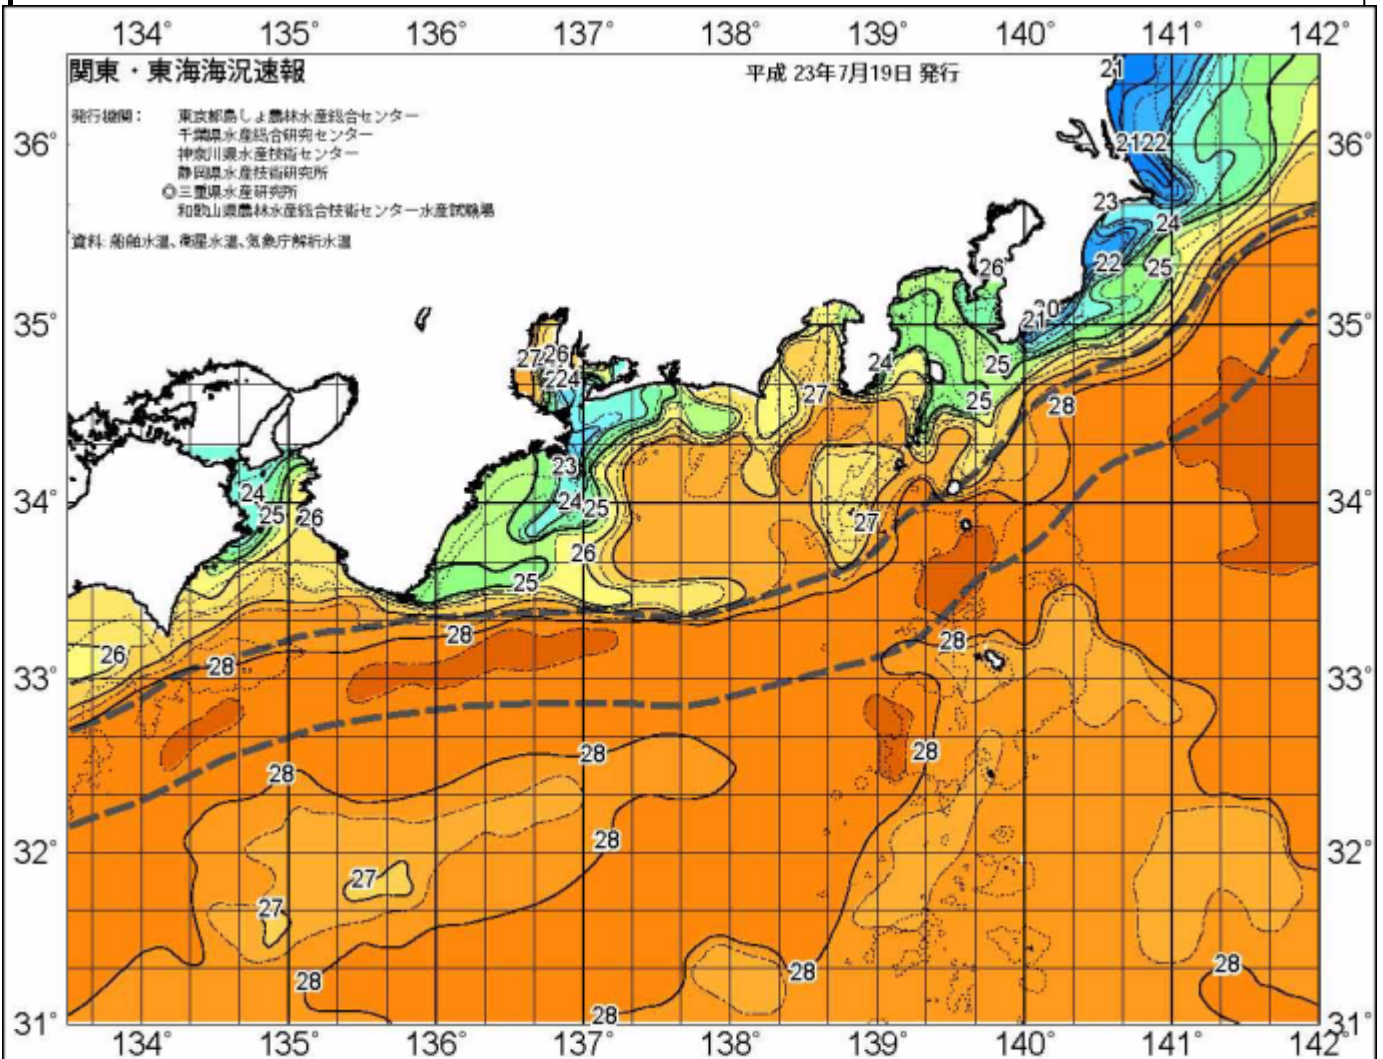 134° 135° 136° 137° 138° 139° 140° 141° 142°
関東・東海海況速報
平成 23年7月19日 発行
発行機関: 東京都島しょ農林水産総合センター
千葉県水産総合研究センター
神奈川県水産技術センター
静岡県水産技術研究所
◎三重県水産研究所
和歌山県農林水産総合技術センター水産試験場
資料: 船舶水温、衛星水温、気象庁解析水温
21
36° 2122 36°
23 24
26 22 25
35° 20 35°
21
27 26 24 25
24
27 25 28
23
24 24 25
34° 25 26 27 34°
26
25
28 28
26 28
33° 33°
28 28 28
32° 28 32°
27
27
28 28 28
28
31° 31°
134° 135° 136° 137° 138° 139° 140° 141° 142°